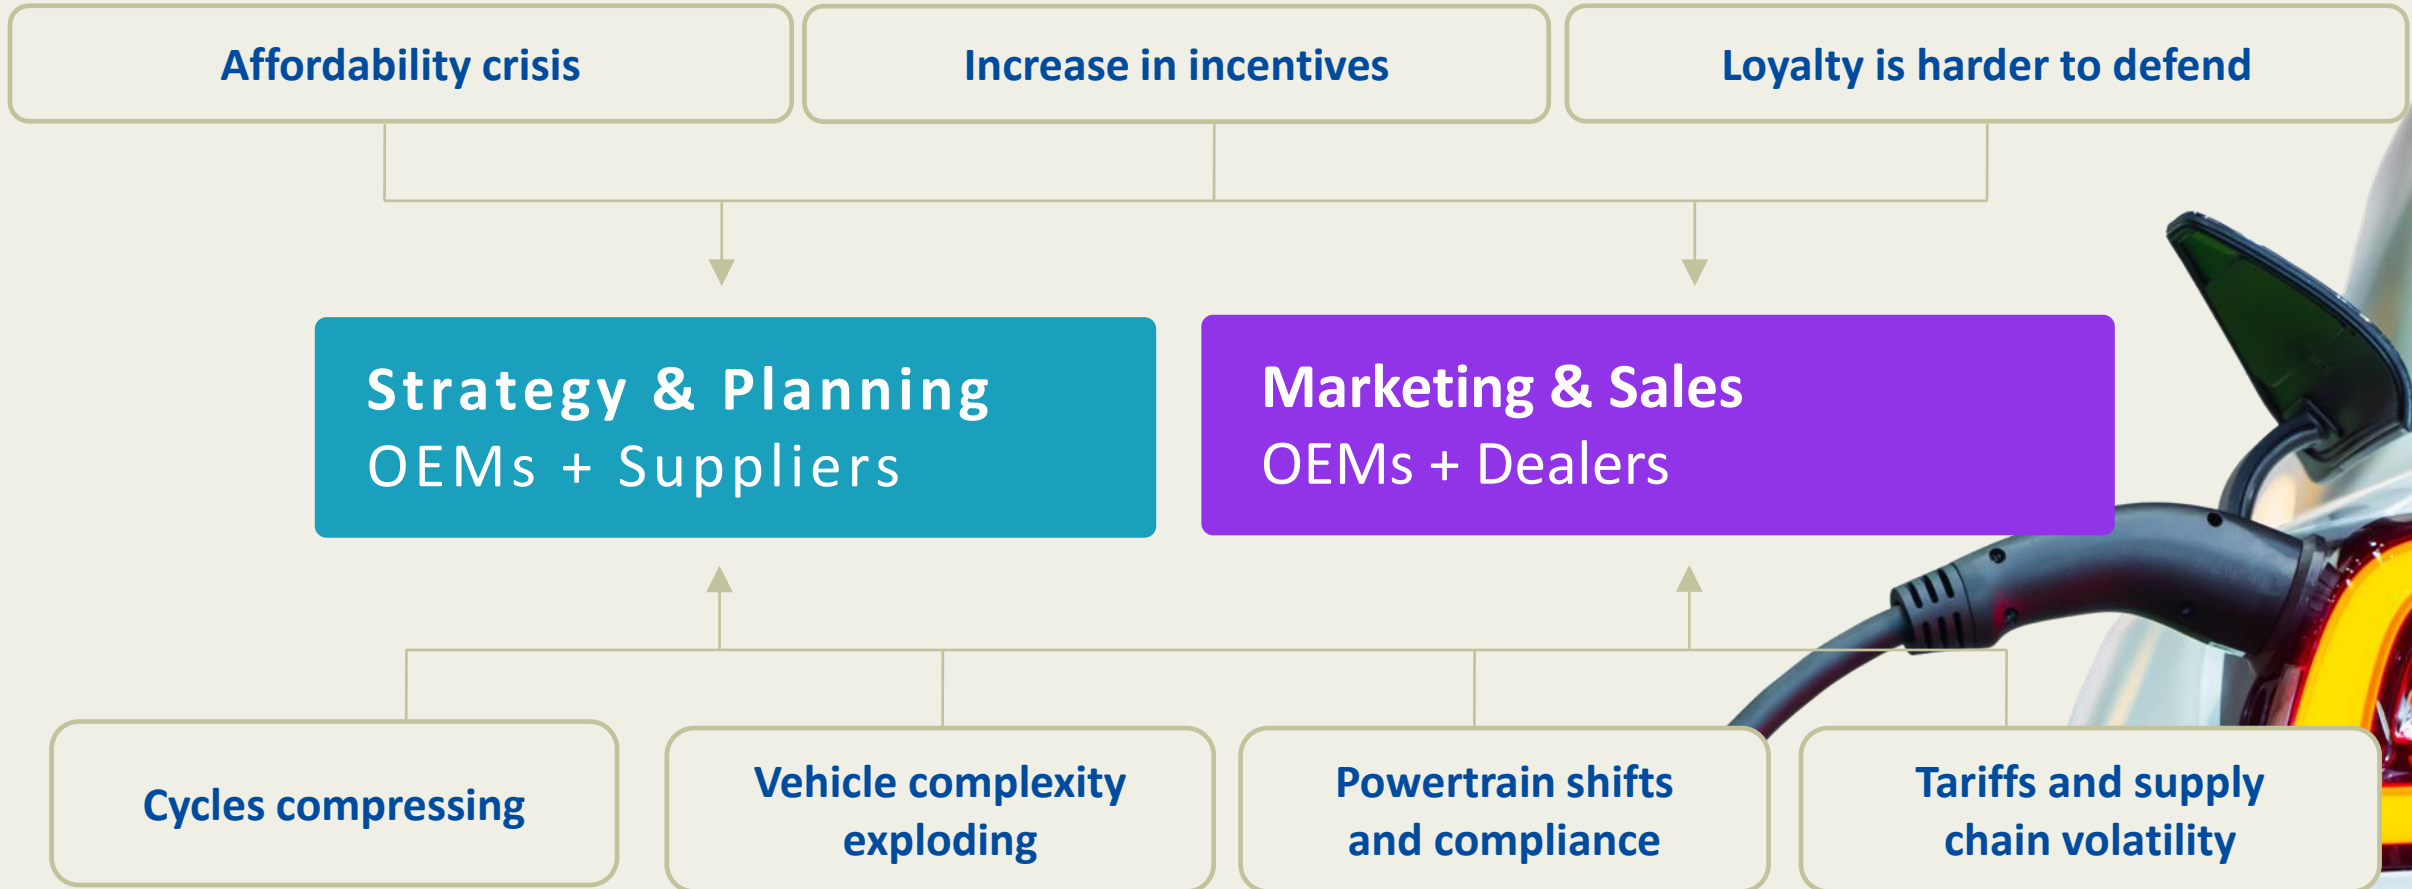 Affordability crisis
Increase in incentives
Loyalty is harder to defend
Strategy & Planning
OEMs + Suppliers
Marketing & Sales
OEMs + Dealers
Cycles compressing
Vehicle complexity
exploding
Powertrain shifts
and compliance
Tariffs and supply
chain volatility